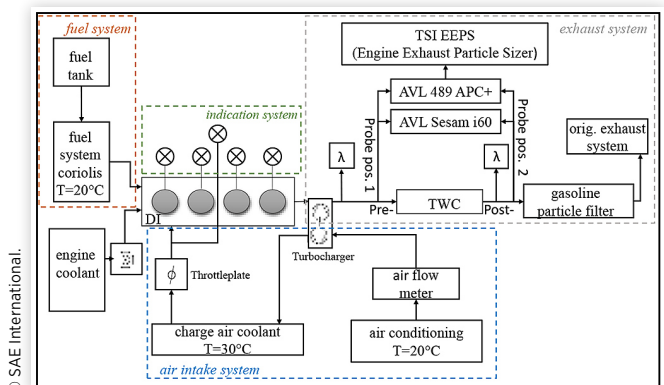 fuel system
fuel
tank
fuel
system
coriolis
T=20°C
indication system
exhaust system
TSI EEPS
(Engine Exhaust Particle Sizer)
AVL 489 APC+
AVL Sesam i60
Probe pos. 1
Probe pos. 2
λ
λ
orig. exhaust
system
DI
Pre-
TWC
Post-
gasoline
particle filter
Turbocharger
engine
coolant
ϕ
Throttleplate
air flow
meter
charge air coolant
T=30°C
air conditioning
T=20°C
air intake system
SAE International.